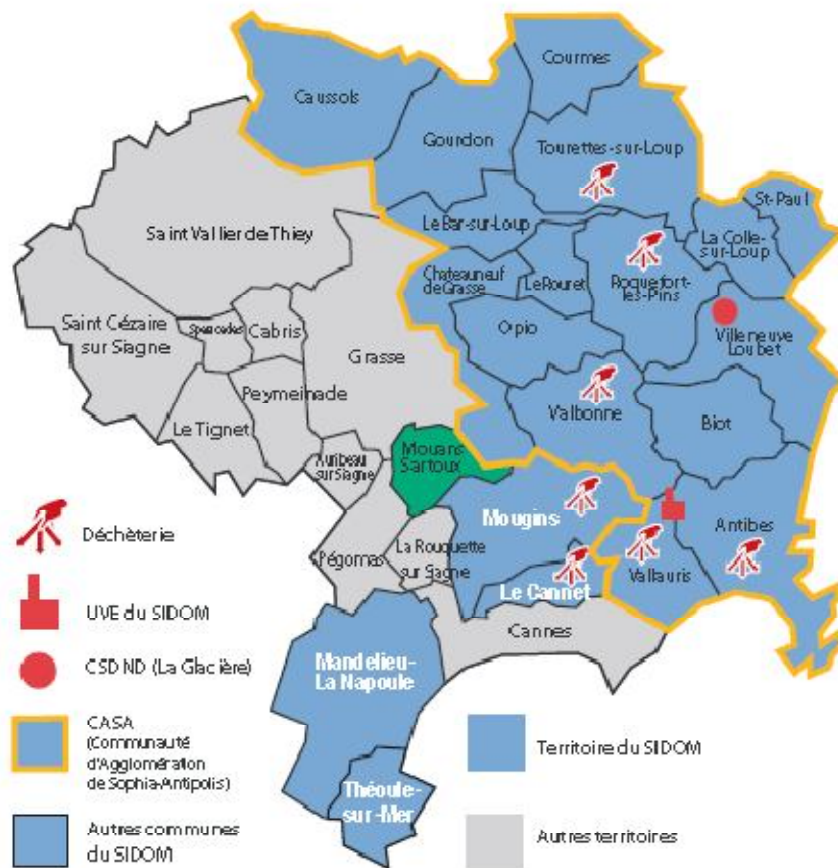 Courmes
Caussols
Gourdon
Tourettes-sur-Loup
St-Paul
Le Bar-sur-Loup
La Colle-
sur-Loup
Saint Vallier de Thiey
Chateauneuf
de Grasse
Le Rouret
Roquefort-
les-Pins
Saint Cézaire
sur Siagne
Cabris
Opio
Villeneuve
Loubet
Grasse
Peymeinade
Valbonne
Biot
Le Tignet
Auribeau
sur Siagne
Mouans
Sartoux
Mougins
Antibes
Déchèterie
Pégomas
La Rouquette
sur Siagne
Vallauris
Le Cannet
UVE du SIDOM
Cannes
CSD ND (La Glacière)
Mandelieu-
La Napoule
CASA
(Communauté
d'Agglomération
de Sophia-Antipolis)
Territoire du SIDOM
Théoule-
sur-Mer
Autres communes
du SIDOM
Autres territoires